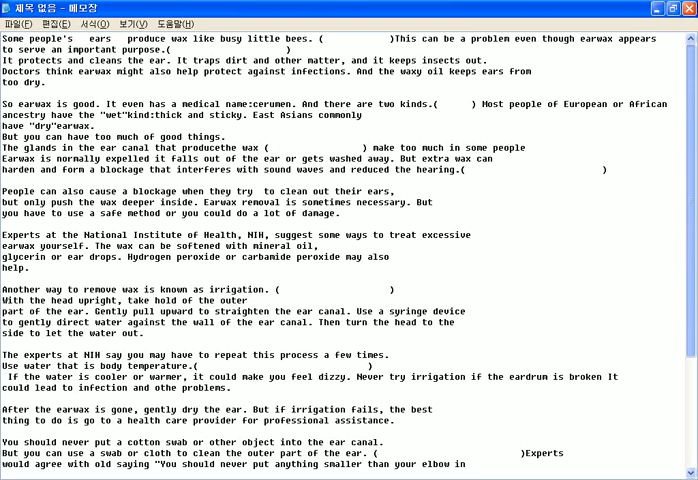 제목 없음 - 메모장
파일(F) 편집(E) 서식(O) 보기(V) 도움말(H)
Some people's   ears   produce wax like busy little bees. (            )This can be a problem even though earwax appears
to serve an important purpose.(                    )
It protects and cleans the ear. It traps dirt and other matter, and it keeps insects out.
Doctors think earwax might also help protect against infections. And the waxy oil keeps ears from
too dry.
So earwax is good. It even has a medical name:cerumen. And there are two kinds.(      ) Most people of European or African
ancestry have the "wet"kind:thick and sticky. East Asians commonly
have "dry"earwax.
But you can have too much of good things.
The glands in the ear canal that producethe wax (                ) make too much in some people
Earwax is normally expelled it falls out of the ear or gets washed away. But extra wax can
harden and form a blockage that interferes with sound waves and reduced the hearing.(                        )
People can also cause a blockage when they try  to clean out their ears,
but only push the wax deeper inside. Earwax removal is sometimes necessary. But
you have to use a safe method or you could do a lot of damage.
Experts at the National Institute of Health, NIH, suggest some ways to treat excessive
earwax yourself. The wax can be softened with mineral oil,
glycerin or ear drops. Hydrogen peroxide or carbamide peroxide may also
help.
Another way to remove wax is known as irrigation. (                   )
With the head upright, take hold of the outer
part of the ear. Gently pull upward to straighten the ear canal. Use a syringe device
to gently direct water against the wall of the ear canal. Then turn the head to the
side to let the water out.
The experts at NIH say you may have to repeat this process a few times.
Use water that is body temperature.(                              )
If the water is cooler or warmer, it could make you feel dizzy. Never try irrigation if the eardrum is broken It
could lead to infection and othe problems.
After the earwax is gone, gently dry the ear. But if irrigation fails, the best
thing to do is go to a health care provider for professional assistance.
You should never put a cotton swab or other object into the ear canal.
But you can use a swab or cloth to clean the outer part of the ear. (                         )Experts
would agree with old saying "You should never put anything smaller than your elbow in